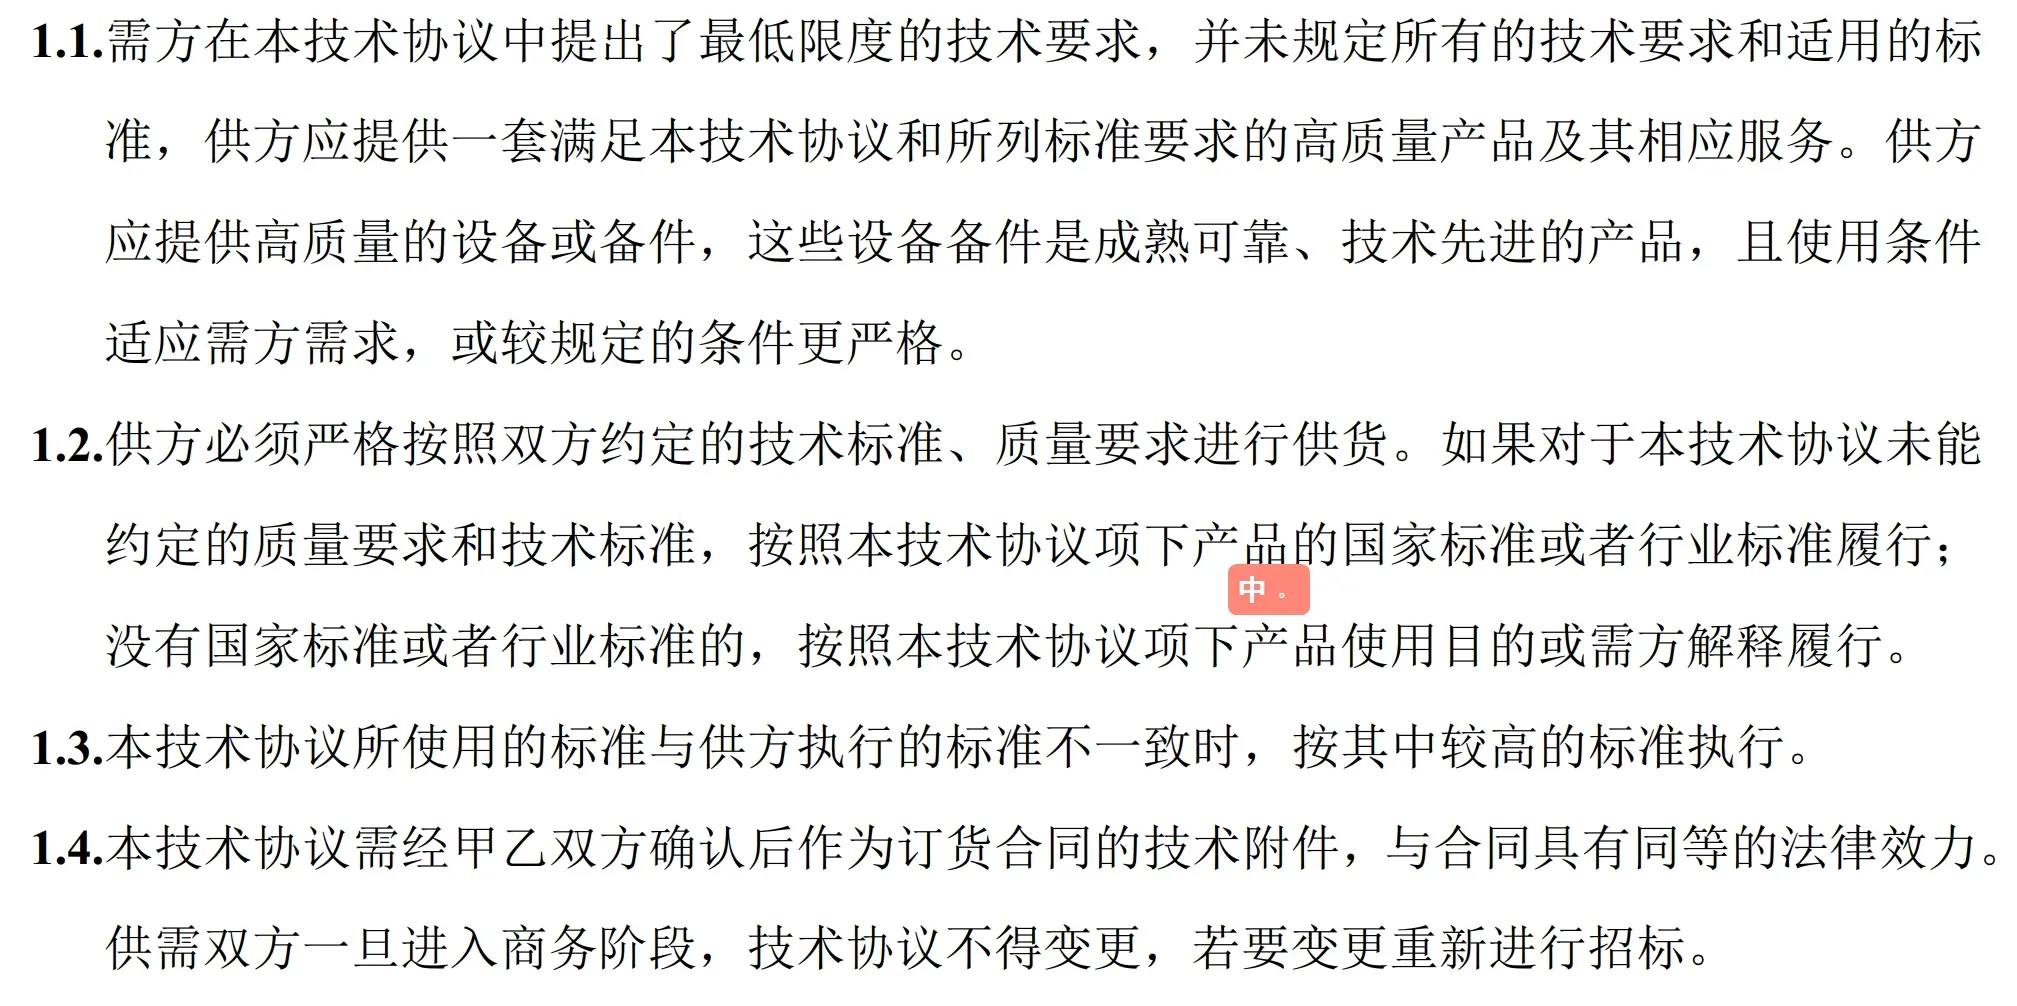 1.1.需方在本技术协议中提出了最低限度的技术要求，并未规定所有的技术要求和适用的标
准，供方应提供一套满足本技术协议和所列标准要求的高质量产品及其相应服务。供方
应提供高质量的设备或备件，这些设备备件是成熟可靠、技术先进的产品，且使用条件
适应需方需求，或较规定的条件更严格。
1.2.供方必须严格按照双方约定的技术标准、质量要求进行供货。如果对于本技术协议未能
约定的质量要求和技术标准，按照本技术协议项下产品的国家标准或者行业标准履行；
中 。
没有国家标准或者行业标准的，按照本技术协议项下产品使用目的或需方解释履行。
1.3.本技术协议所使用的标准与供方执行的标准不一致时，按其中较高的标准执行。
1.4.本技术协议需经甲乙双方确认后作为订货合同的技术附件，与合同具有同等的法律效力。
供需双方一旦进入商务阶段，技术协议不得变更，若要变更重新进行招标。